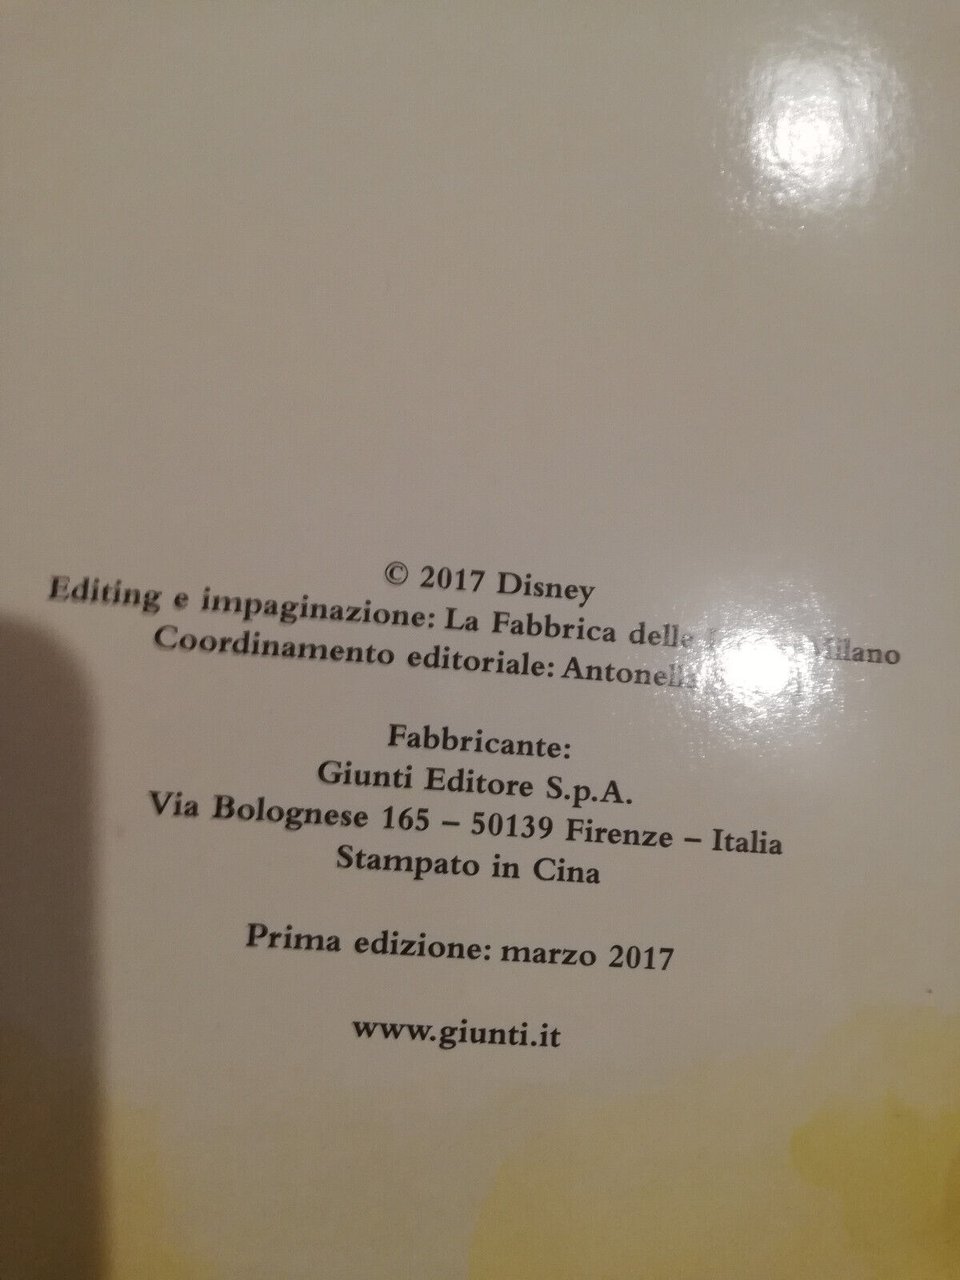 © 2017 Disney
Editing e impaginazione: La Fabbrica delle Milano
Coordinamento editoriale: Antonella
Fabbricante:
Giunti Editore S.p.A.
Via Bolognese 165 – 50139 Firenze – Italia
Stampato in Cina
Prima edizione: marzo 2017
www.giunti.it